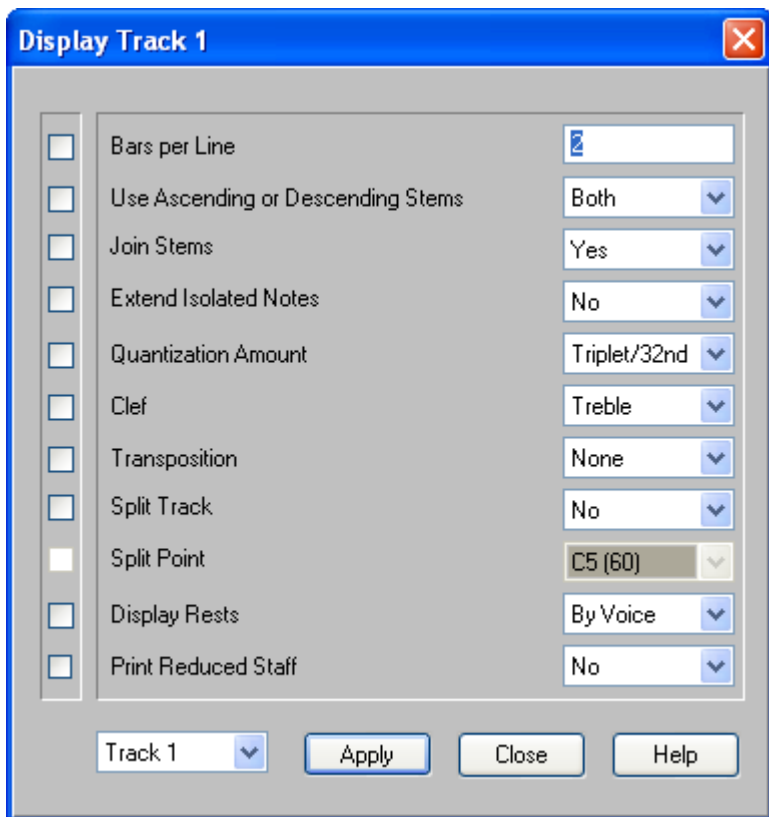 Display Track 1
Bars per Line 2
Use Ascending or Descending Stems Both
Join Stems Yes
Extend Isolated Notes No
Quantization Amount Triplet/32nd
Clef Treble
Transposition None
Split Track No
Split Point C5 (60)
Display Rests By Voice
Print Reduced Staff No
Track 1 Apply Close Help